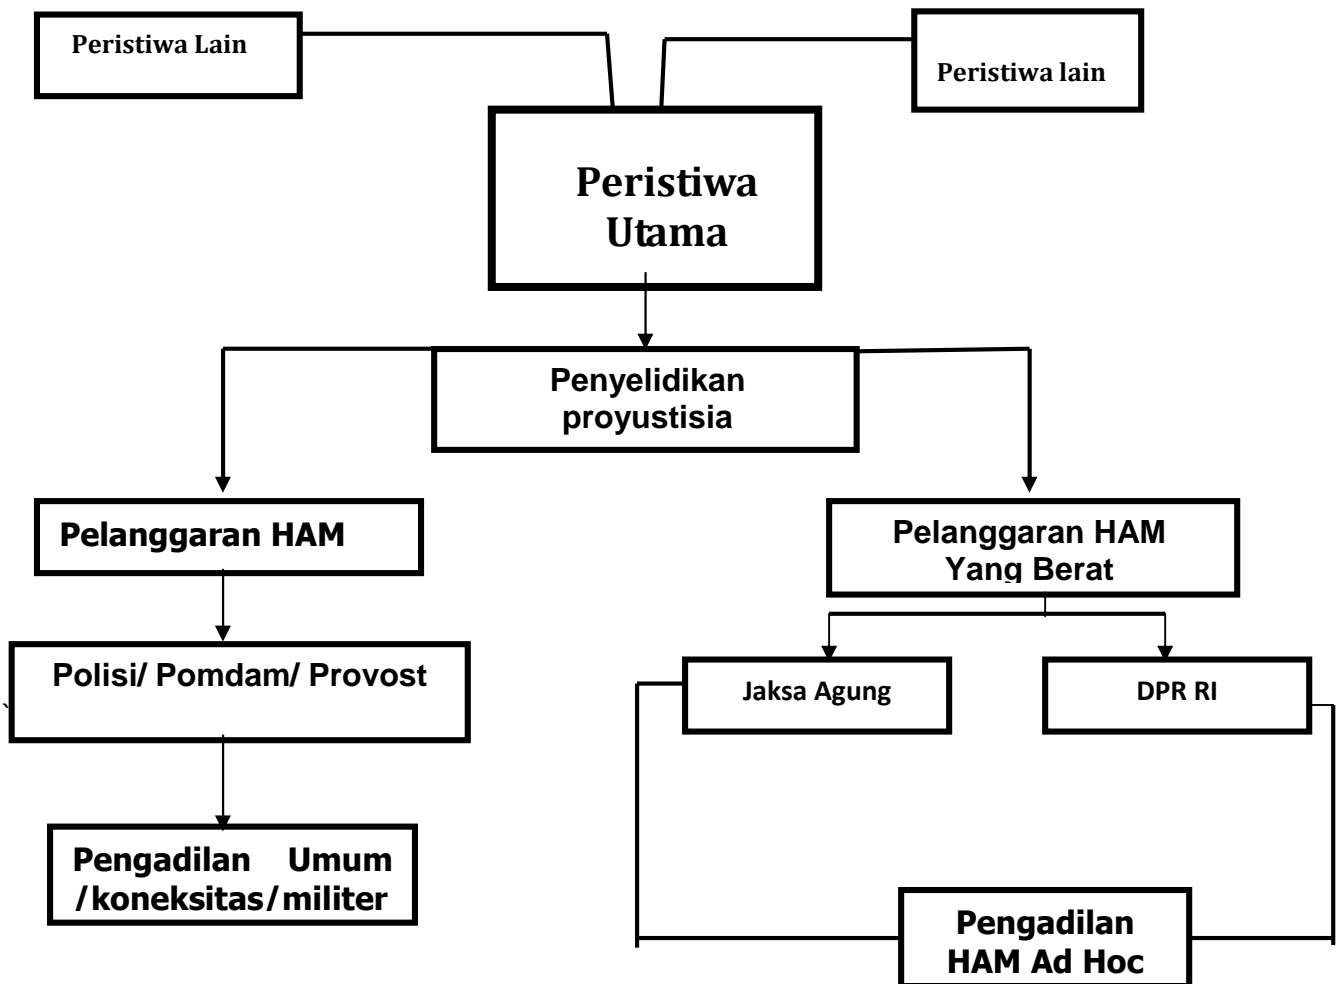 Peristiwa Lain
Peristiwa lain
Peristiwa
Utama
Penyelidikan
proyustisia
Pelanggaran HAM
Pelanggaran HAM
Yang Berat
Polisi/ Pomdam/ Provost
`
Jaksa Agung
DPR RI
Pengadilan Umum
/koneksitas/militer
Pengadilan
HAM Ad Hoc